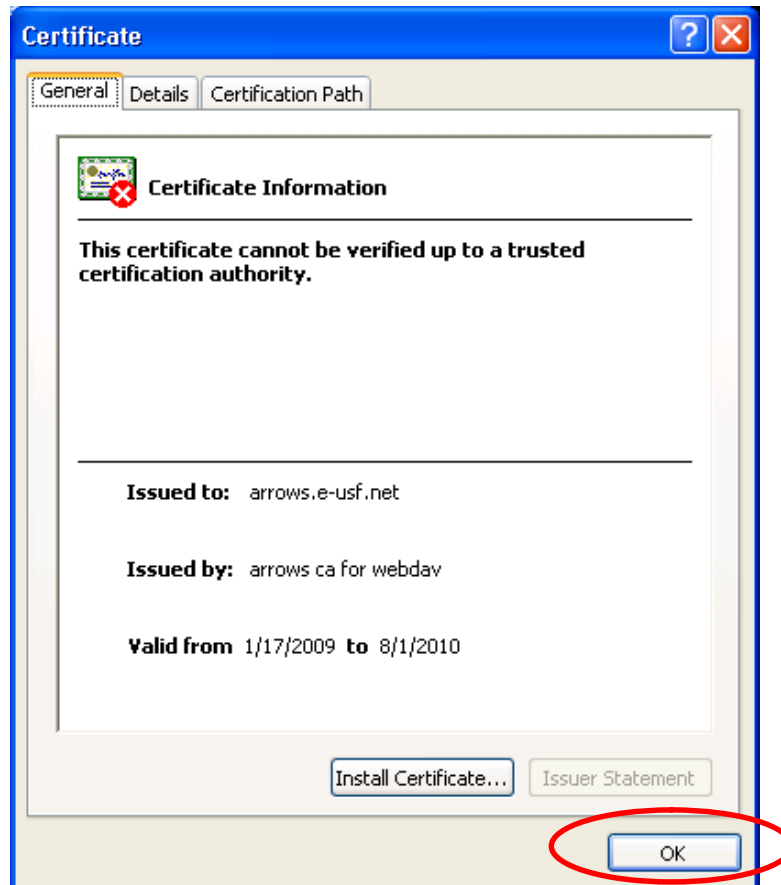 Certificate
General Details Certification Path
Certificate Information
This certificate cannot be verified up to a trusted
certification authority.
Issued to: arrows.e-usf.net
Issued by: arrows ca for webdav
Valid from 1/17/2009 to 8/1/2010
Install Certificate... Issuer Statement
OK